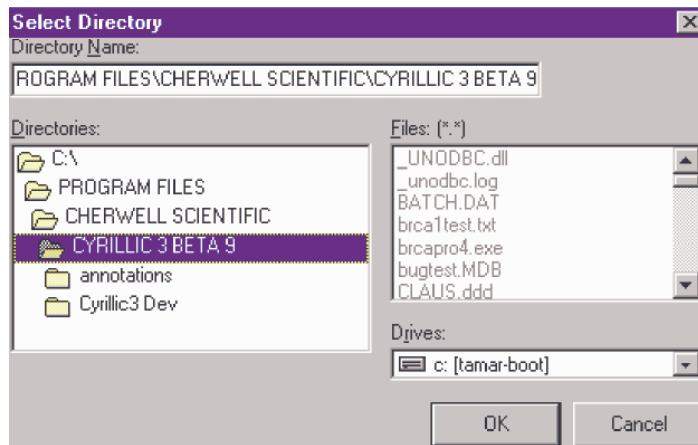 Select Directory
Directory Name:
ROGRAM FILES\CHERWELL SCIENTIFIC\CYRILLIC 3 BETA 9
Directories:
C:\
PROGRAM FILES
CHERWELL SCIENTIFIC
CYRILLIC 3 BETA 9
annotations
Cyrillic3 Dev
Files: (*.*)
_UNODBC.dll
_unodbc.log
BATCH.DAT
brca1test.txt
brcapro4.exe
bugtest.MDB
CLAUS.ddd
Drives:
c: [tamar-boot]
OK
Cancel